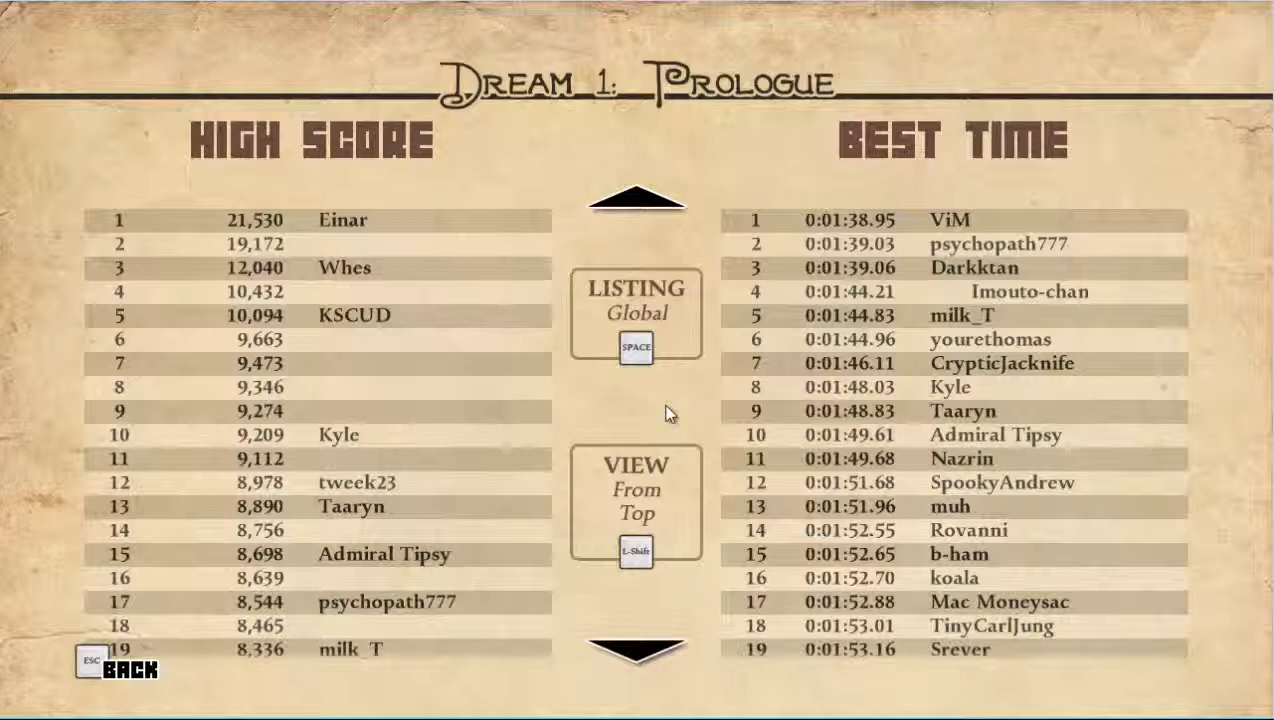 Dream 1: Prologue
HIGH SCORE
1 21,530 Einar
2 19,172
3 12,040 Whes
4 10,432
5 10,094 KSCUD
6 9,663
7 9,473
8 9,346
9 9,274
10 9,209 Kyle
11 9,112
12 8,978 tweek23
13 8,890 Taaryn
14 8,756
15 8,698 Admiral Tipsy
16 8,639
17 8,544 psychopath777
18 8,465
19 8,336 milk_T
LISTING
Global
SPACE
VIEW
From
Top
L-Shift
BEST TIME
1 0:01:38.95 ViM
2 0:01:39.03 psychopath777
3 0:01:39.06 Darkktan
4 0:01:44.21 Imouto-chan
5 0:01:44.83 milk_T
6 0:01:44.96 yourethomas
7 0:01:46.11 CrypticJacknife
8 0:01:48.03 Kyle
9 0:01:48.83 Taaryn
10 0:01:49.61 Admiral Tipsy
11 0:01:49.68 Nazrin
12 0:01:51.68 SpookyAndrew
13 0:01:51.96 muh
14 0:01:52.55 Rovanni
15 0:01:52.65 b-ham
16 0:01:52.70 koala
17 0:01:52.88 Mac Moneysac
18 0:01:53.01 TinyCarlJung
19 0:01:53.16 Srever
ESC BACK